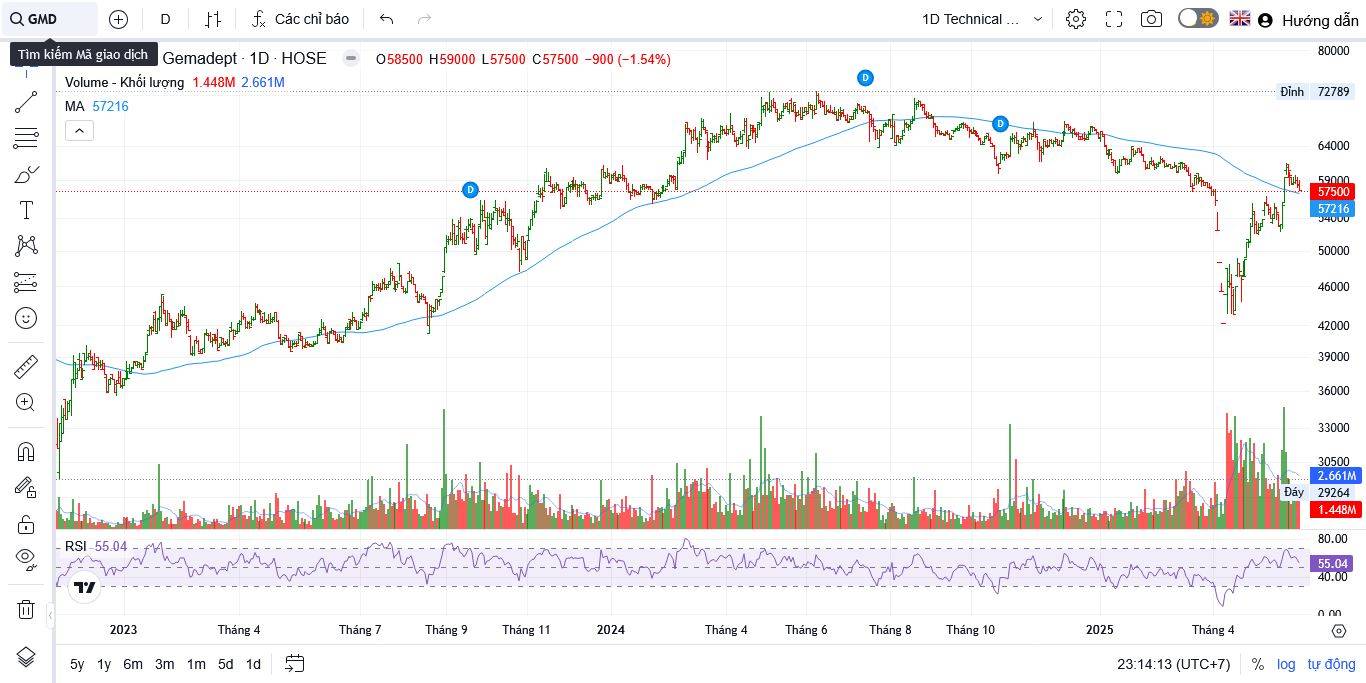 GMD
D
Các chỉ báo
1D Technical ...
Hướng dẫn
Tìm kiếm Mã giao dịch
Gemadept · 1D · HOSE
O58500 H59000 L57500 C57500 −900 (−1.54%)
Volume - Khối lượng 1.448M 2.661M
MA 57216
D
D
D
80000
Đỉnh 72789
64000
59000
57500
57216
54000
50000
46000
42000
39000
36000
33000
30500
2.661M
Đáy 29264
1.448M
RSI 55.04
80.00
55.04
40.00
0.00
2023 Tháng 4 Tháng 7 Tháng 9 Tháng 11 2024 Tháng 4 Tháng 6 Tháng 8 Tháng 10 2025 Tháng 4
5y 1y 6m 3m 1m 5d 1d
23:14:13 (UTC+7) % log tự động